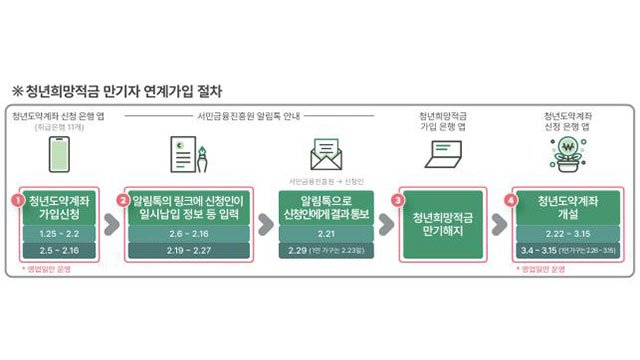 ※ 청년희망적금 만기자 연계가입 절차
청년도약계좌 신청 은행 앱
(취급은행 11개)
서민금융진흥원 알림톡 안내
청년희망적금
가입 은행 앱
청년도약계좌
신청 은행 앱
서민금융진흥원 → 신청인
1
청년도약계좌
가입신청
1.25 ~ 2.2
2.5 ~ 2.16
* 영업일만 운영
2
알림톡의 링크에 신청인이
일시납입 정보 등 입력
2.6 ~ 2.16
2.19 ~ 2.27
알림톡으로
신청인에게 결과 통보
2.21
2.29 (1인 가구는 2.23일)
3
청년희망적금
만기해지
4
청년도약계좌
개설
2.22 ~ 3.15
3.4 ~ 3.15 (1인가구는 2.26~3.15)
* 영업일만 운영